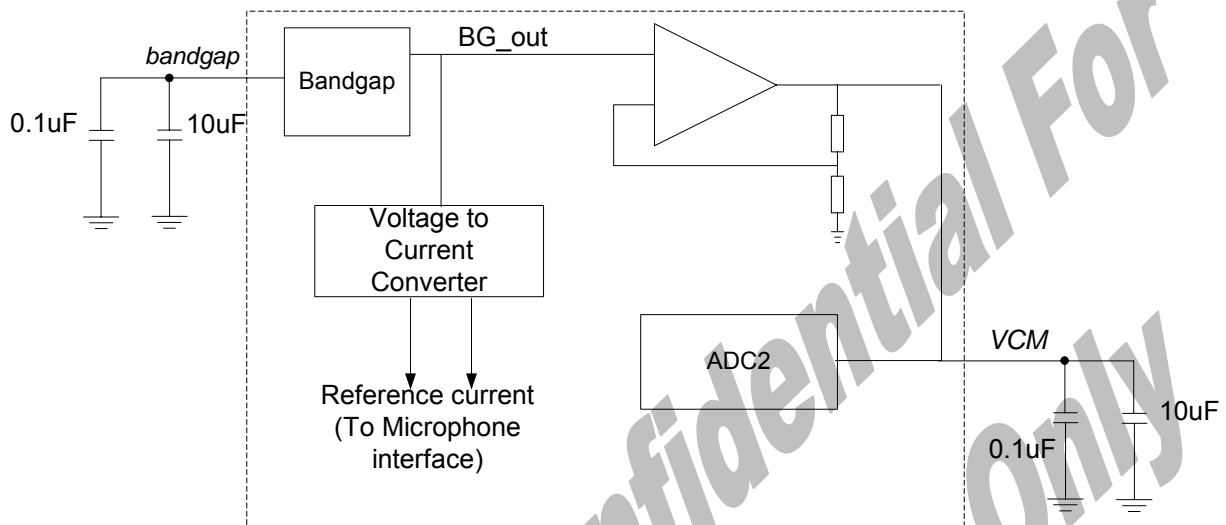 bandgap
Bandgap
BG_out
0.1uF
10uF
Voltage to
Current
Converter
ADC2
VCM
Reference current
(To Microphone
interface)
0.1uF
10uF
nfidential For
Only